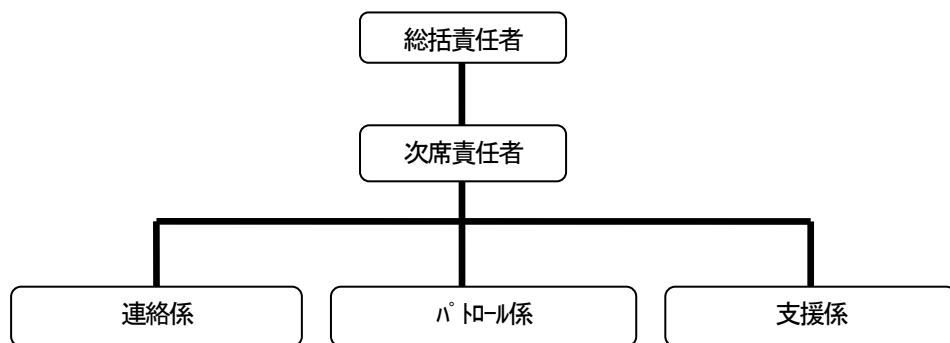 総括責任者
次席責任者
連絡係
ﾊﾟﾄﾛｰﾙ係
支援係